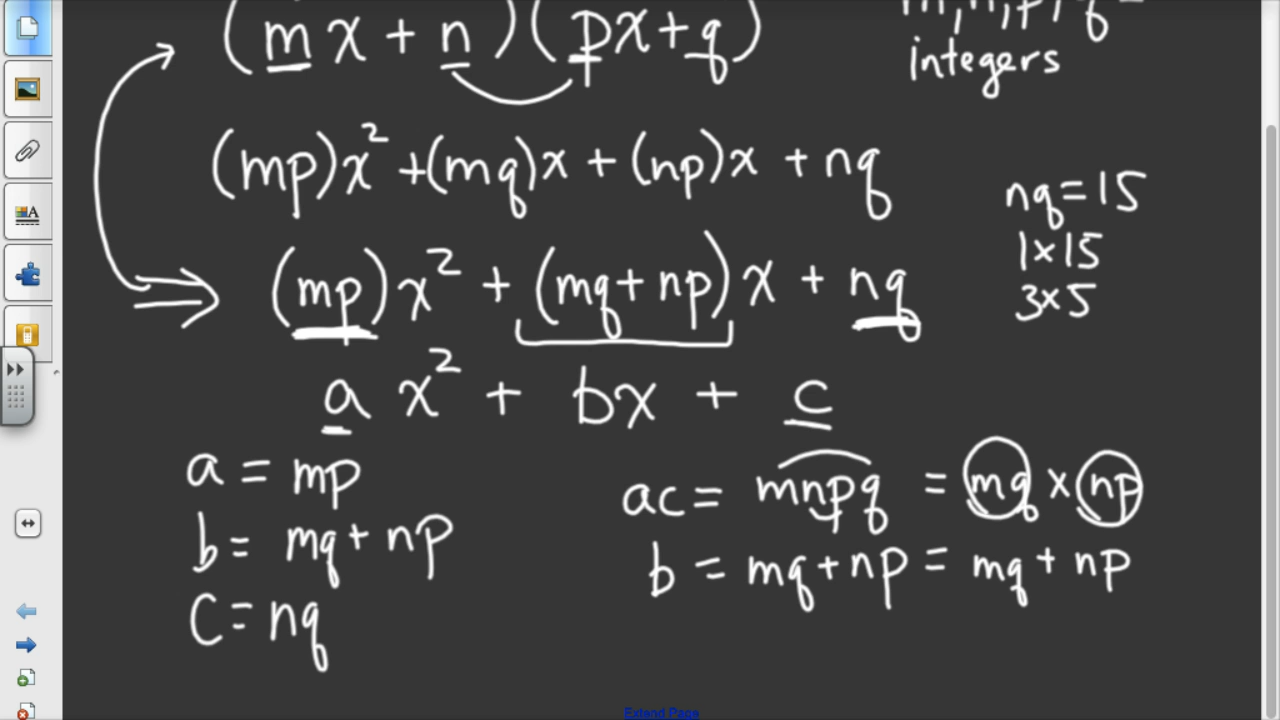 (mx + n)(px + q)
m, n, p, q =
integers
(mp)x² + (mq)x + (np)x + nq
nq = 15
1 × 15
3 × 5
⇒ (mp)x² + (mq + np)x + nq
a x² + bx + c
a = mp
b = mq + np
c = nq
ac = mnpq = mq × np
b = mq + np = mq + np
Extend Page